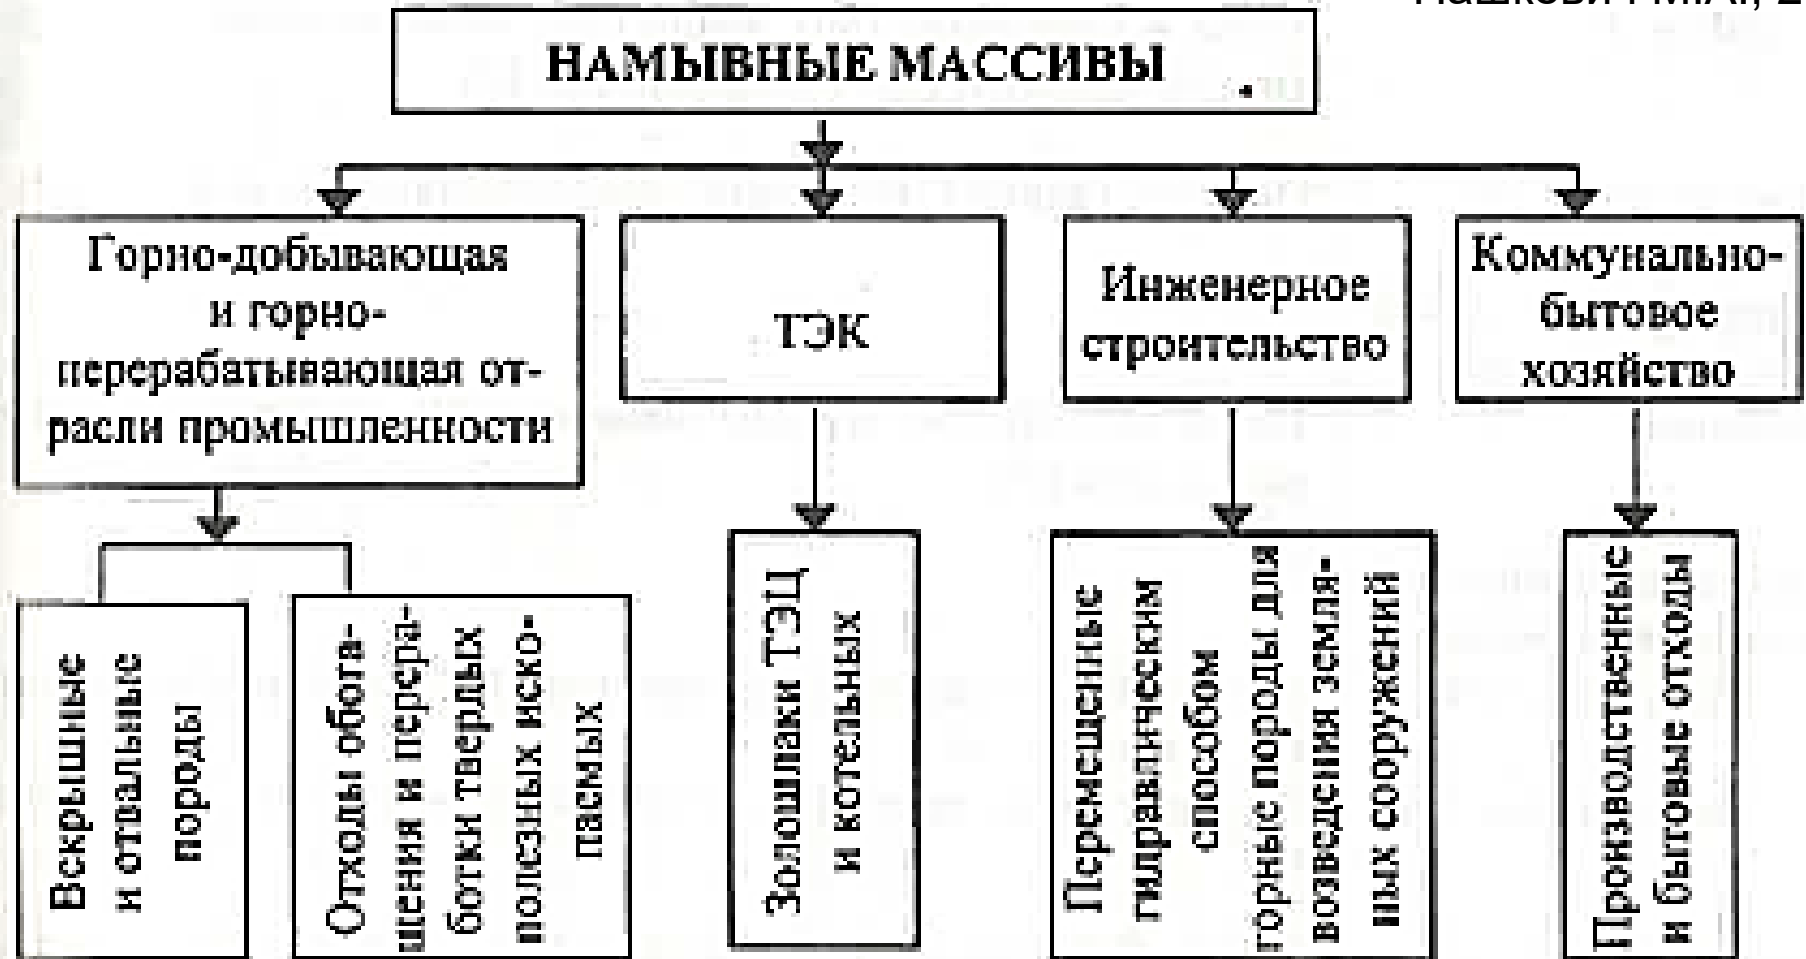 НАМЫВНЫЕ МАССИВЫ
Горно-добывающая
и горно-
перерабатывающая от-
расли промышленности
ТЭК
Инженерное
строительство
Коммунально-
бытовое
хозяйство
Вскрышные
и отвальные
породы
Отходы обога-
щения и перера-
ботки твердых
полезных иско-
паемых
Золошлаки ТЭЦ
и котельных
Перемещенные
гидравлическим
способом
горные породы для
возведения земля-
ных сооружений
Производственные
и бытовые отходы